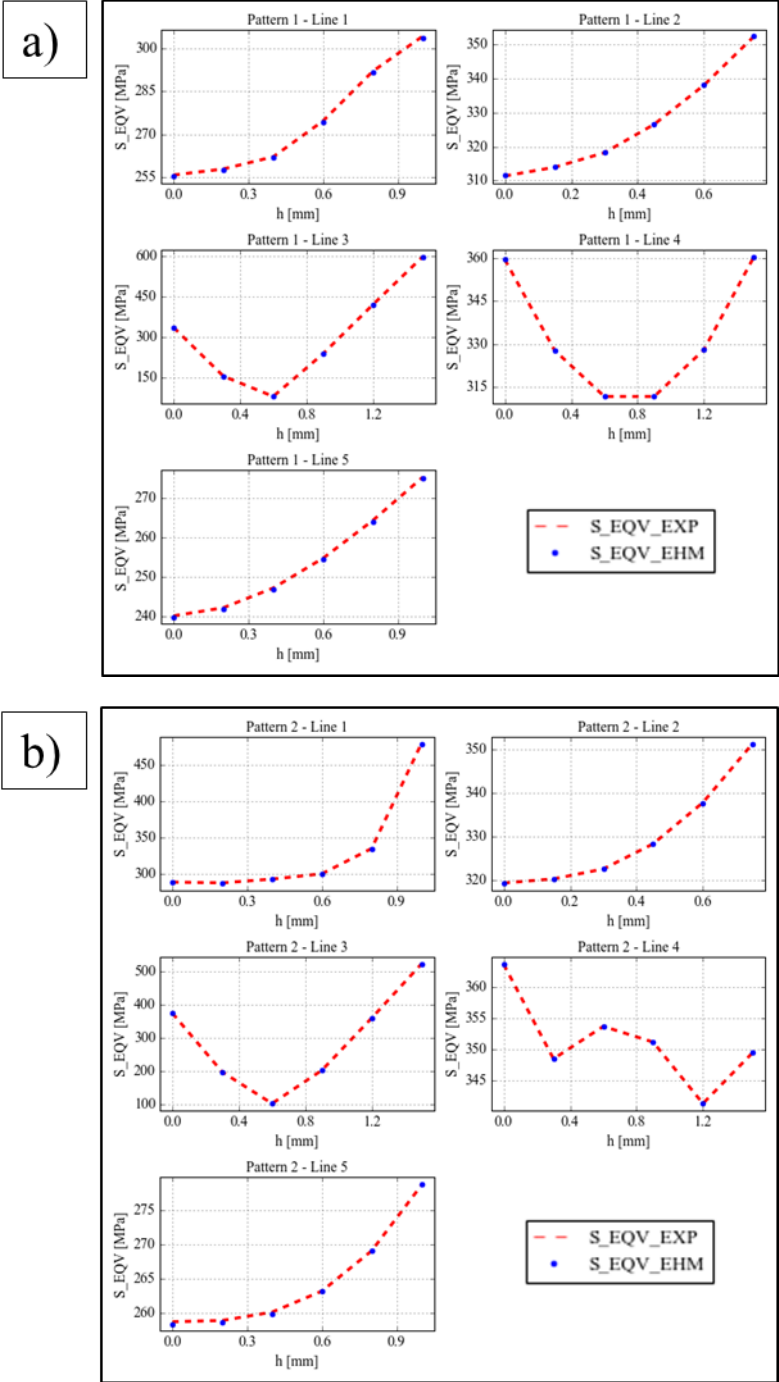 a)
Pattern 1 - Line 1
S_EQV [MPa]
300
285
270
255
0.0 0.3 0.6 0.9
h [mm]
Pattern 1 - Line 2
S_EQV [MPa]
350
340
330
320
310
0.0 0.2 0.4 0.6
h [mm]
Pattern 1 - Line 3
S_EQV [MPa]
600
450
300
150
0.0 0.4 0.8 1.2
h [mm]
Pattern 1 - Line 4
S_EQV [MPa]
360
345
330
315
0.0 0.4 0.8 1.2
h [mm]
Pattern 1 - Line 5
S_EQV [MPa]
270
260
250
240
0.0 0.3 0.6 0.9
h [mm]
S_EQV_EXP
S_EQV_EHM
b)
Pattern 2 - Line 1
S_EQV [MPa]
450
400
350
300
0.0 0.3 0.6 0.9
h [mm]
Pattern 2 - Line 2
S_EQV [MPa]
350
340
330
320
0.0 0.2 0.4 0.6
h [mm]
Pattern 2 - Line 3
S_EQV [MPa]
500
400
300
200
100
0.0 0.4 0.8 1.2
h [mm]
Pattern 2 - Line 4
S_EQV [MPa]
360
355
350
345
0.0 0.4 0.8 1.2
h [mm]
Pattern 2 - Line 5
S_EQV [MPa]
275
270
265
260
0.0 0.3 0.6 0.9
h [mm]
S_EQV_EXP
S_EQV_EHM